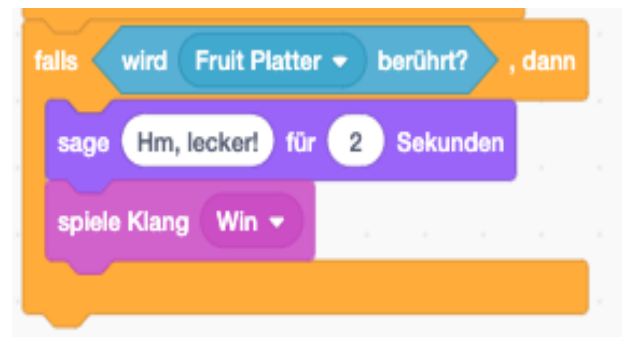 falls wird Fruit Platter berührt? , dann
sage Hm, lecker! für 2 Sekunden
spiele Klang Win